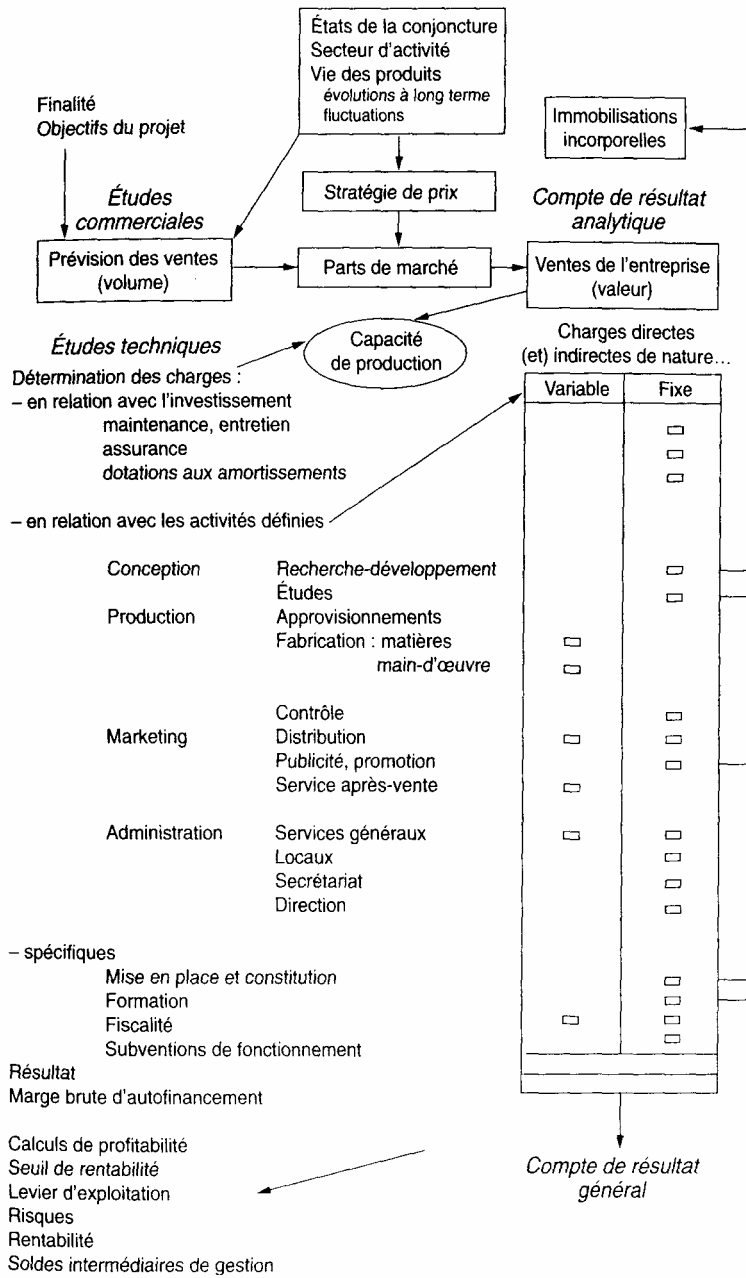 États de la conjoncture
Secteur d'activité
Vie des produits
évolutions à long terme
fluctuations
Finalité
Objectifs du projet
Immobilisations
incorporelles
Stratégie de prix
Études
commerciales
Compte de résultat
analytique
Prévision des ventes
(volume)
Parts de marché
Ventes de l'entreprise
(valeur)
Études techniques
Capacité
de production
Charges directes
(et) indirectes de nature...
Détermination des charges :
– en relation avec l'investissement
maintenance, entretien
assurance
dotations aux amortissements
Variable Fixe
– en relation avec les activités définies
Conception Recherche-développement
Études
Production Approvisionnements
Fabrication : matières
main-d'œuvre
Contrôle
Marketing Distribution
Publicité, promotion
Service après-vente
Administration Services généraux
Locaux
Secrétariat
Direction
– spécifiques
Mise en place et constitution
Formation
Fiscalité
Subventions de fonctionnement
Résultat
Marge brute d'autofinancement
Calculs de profitabilité
Seuil de rentabilité
Levier d'exploitation
Risques
Rentabilité
Soldes intermédiaires de gestion
Compte de résultat
général